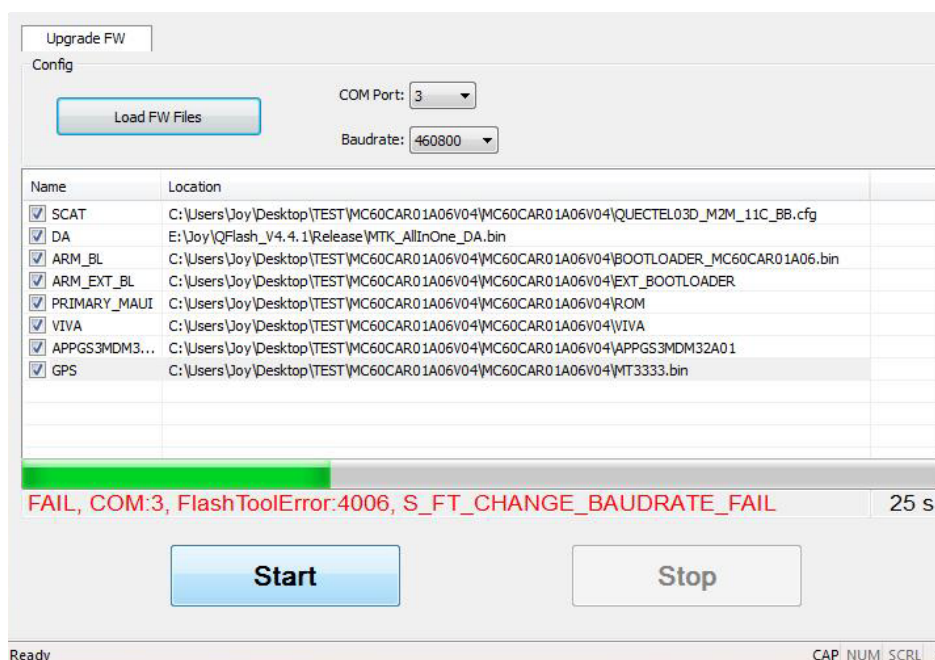 Upgrade FW
Config
Load FW Files
COM Port: 3
Baudrate: 460800
Name Location
SCAT C:\Users\Joy\Desktop\TEST\MC60CAR01A06V04\MC60CAR01A06V04\QUECTEL03D_M2M_11C_BB.cfg
DA E:\Joy\QFlash_V4.4.1\Release\MTK_AllInOne_DA.bin
ARM_BL C:\Users\Joy\Desktop\TEST\MC60CAR01A06V04\MC60CAR01A06V04\BOOTLOADER_MC60CAR01A06.bin
ARM_EXT_BL C:\Users\Joy\Desktop\TEST\MC60CAR01A06V04\MC60CAR01A06V04\EXT_BOOTLOADER
PRIMARY_MAUI C:\Users\Joy\Desktop\TEST\MC60CAR01A06V04\MC60CAR01A06V04\ROM
VIVA C:\Users\Joy\Desktop\TEST\MC60CAR01A06V04\MC60CAR01A06V04\VIVA
APPGS3MDM3... C:\Users\Joy\Desktop\TEST\MC60CAR01A06V04\MC60CAR01A06V04\APPGS3MDM32A01
GPS C:\Users\Joy\Desktop\TEST\MC60CAR01A06V04\MC60CAR01A06V04\MT3333.bin
FAIL, COM:3, FlashToolError:4006, S_FT_CHANGE_BAUDRATE_FAIL 25 s
Start Stop
Ready CAP NUM SCRL